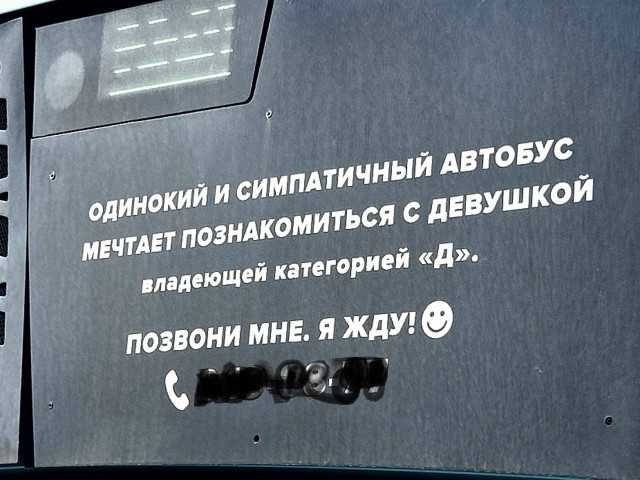 ОДИНОКИЙ И СИМПАТИЧНЫЙ АВТОБУС
МЕЧТАЕТ ПОЗНАКОМИТЬСЯ С ДЕВУШКОЙ
владеющей категорией «Д».
ПОЗВОНИ МНЕ. Я ЖДУ!